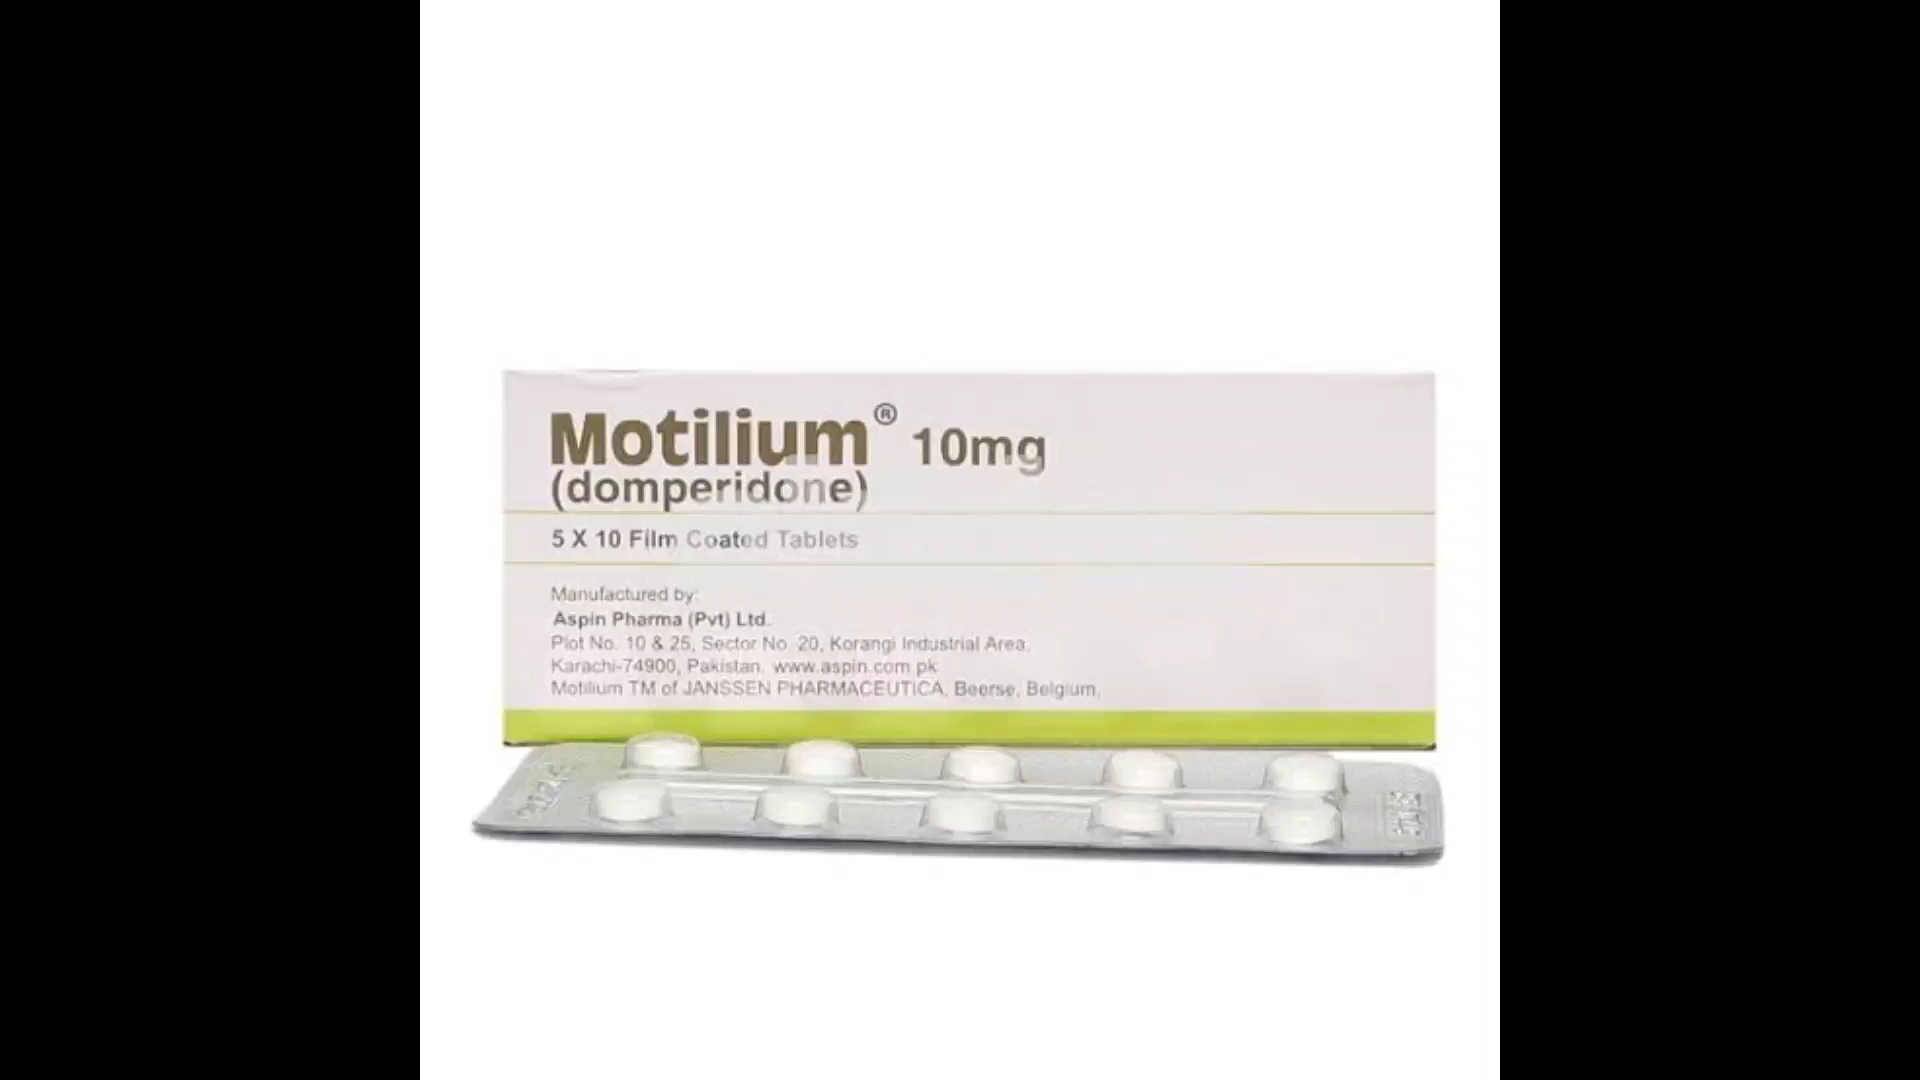 Motilium® 10mg
(domperidone)
5 X 10 Film Coated Tablets
Manufactured by:
Aspin Pharma (Pvt) Ltd.
Plot No. 10 & 25, Sector No. 20, Korangi Industrial Area,
Karachi-74900, Pakistan. www.aspin.com.pk
Motilium TM of JANSSEN PHARMACEUTICA, Beerse, Belgium.